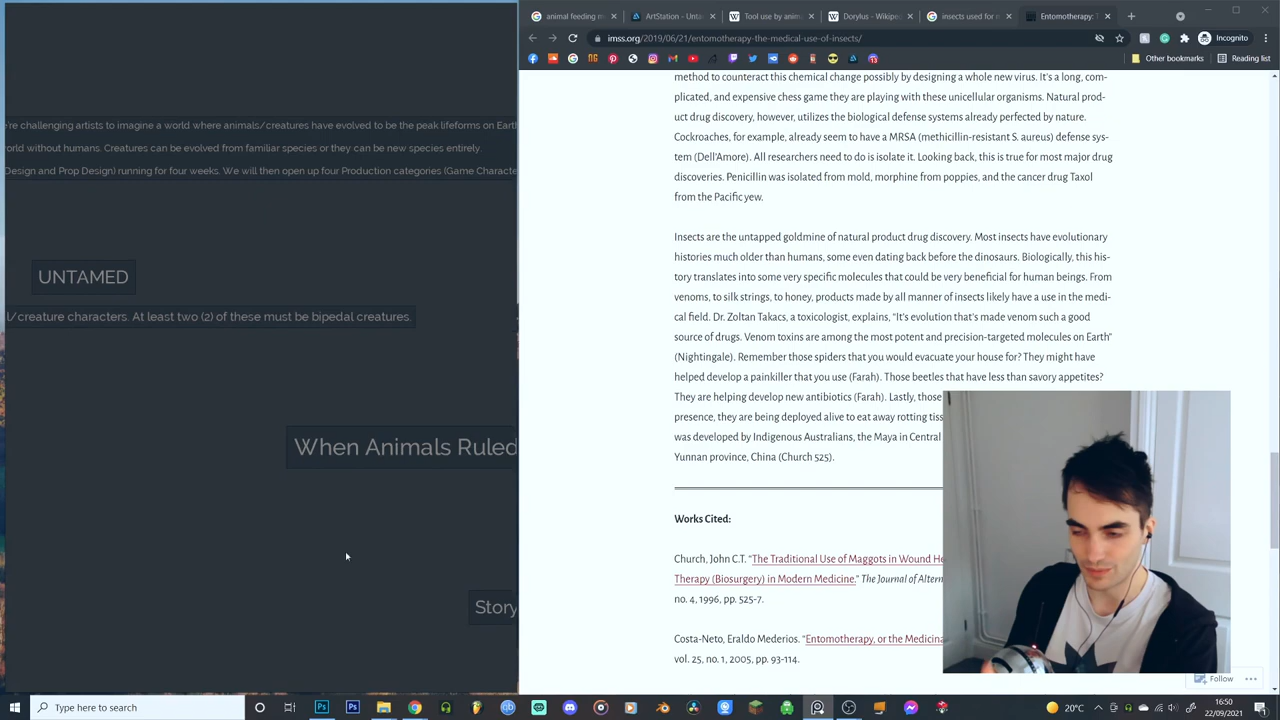 animal feeding m
ArtStation - Unta
Tool use by anim
Dorylus - Wikipe
insects used for m
Entomotherapy: T
imss.org/2019/06/21/entomotherapy-the-medical-use-of-insects/
Incognito
Other bookmarks
Reading list
're challenging artists to imagine a world where animals/creatures have evolved to be the peak lifeforms on Earth
orld without humans. Creatures can be evolved from familiar species or they can be new species entirely.
Design and Prop Design) running for four weeks. We will then open up four Production categories (Game Characte
UNTAMED
l/creature characters. At least two (2) of these must be bipedal creatures.
When Animals Ruled
Story
method to counteract this chemical change possibly by designing a whole new virus. It's a long, com-
plicated, and expensive chess game they are playing with these unicellular organisms. Natural prod-
uct drug discovery, however, utilizes the biological defense systems already perfected by nature.
Cockroaches, for example, already seem to have a MRSA (methicillin-resistant S. aureus) defense sys-
tem (Dell'Amore). All researchers need to do is isolate it. Looking back, this is true for most major drug
discoveries. Penicillin was isolated from mold, morphine from poppies, and the cancer drug Taxol
from the Pacific yew.
Insects are the untapped goldmine of natural product drug discovery. Most insects have evolutionary
histories much older than humans, some even dating back before the dinosaurs. Biologically, this his-
tory translates into some very specific molecules that could be very beneficial for human beings. From
venoms, to silk strings, to honey, products made by all manner of insects likely have a use in the medi-
cal field. Dr. Zoltan Takacs, a toxicologist, explains, "It's evolution that's made venom such a good
source of drugs. Venom toxins are among the most potent and precision-targeted molecules on Earth"
(Nightingale). Remember those spiders that you would evacuate your house for? They might have
helped develop a painkiller that you use (Farah). Those beetles that have less than savory appetites?
They are helping develop new antibiotics (Farah). Lastly, those
presence, they are being deployed alive to eat away rotting tiss
was developed by Indigenous Australians, the Maya in Central
Yunnan province, China (Church 525).
Works Cited:
Church, John C.T. "The Traditional Use of Maggots in Wound He
Therapy (Biosurgery) in Modern Medicine." The Journal of Altern
no. 4, 1996, pp. 525-7.
Costa-Neto, Eraldo Mederios. "Entomotherapy, or the Medicina
vol. 25, no. 1, 2005, pp. 93-114.
Follow
Type here to search
20°C
ENG
16:50
22/09/2021